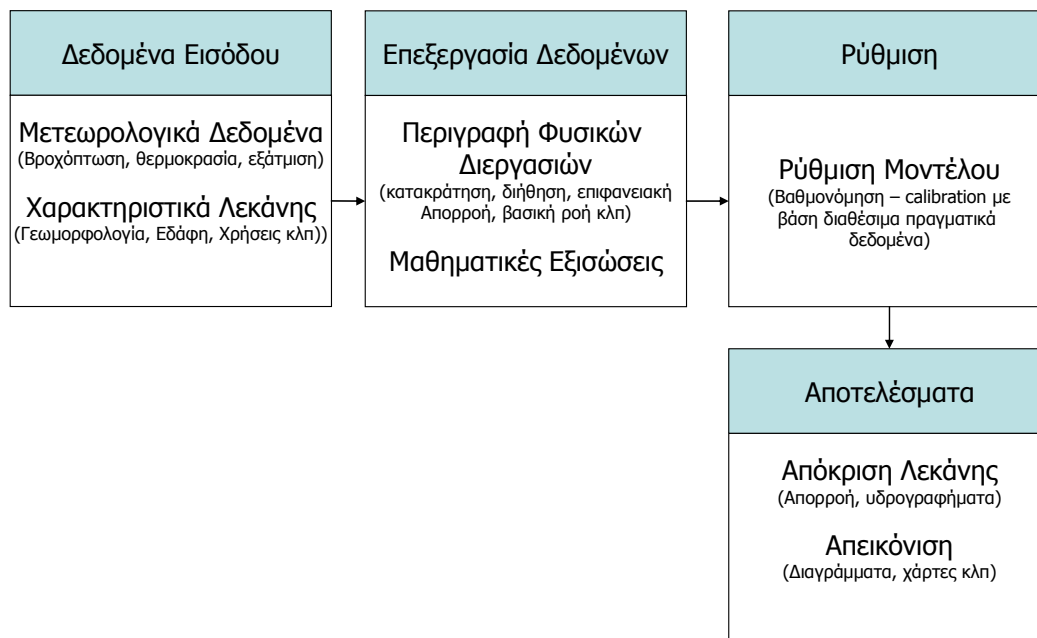 Δεδομένα Εισόδου
Μετεωρολογικά Δεδομένα
(Βροχόπτωση, θερμοκρασία, εξάτμιση)
Χαρακτηριστικά Λεκάνης
(Γεωμορφολογία, Εδάφη, Χρήσεις κλπ))
Επεξεργασία Δεδομένων
Περιγραφή Φυσικών
Διεργασιών
(κατακράτηση, διήθηση, επιφανειακή
Απορροή, βασική ροή κλπ)
Μαθηματικές Εξισώσεις
Ρύθμιση
Ρύθμιση Μοντέλου
(Βαθμονόμηση – calibration με
βάση διαθέσιμα πραγματικά
δεδομένα)
Αποτελέσματα
Απόκριση Λεκάνης
(Απορροή, υδρογραφήματα)
Απεικόνιση
(Διαγράμματα, χάρτες κλπ)